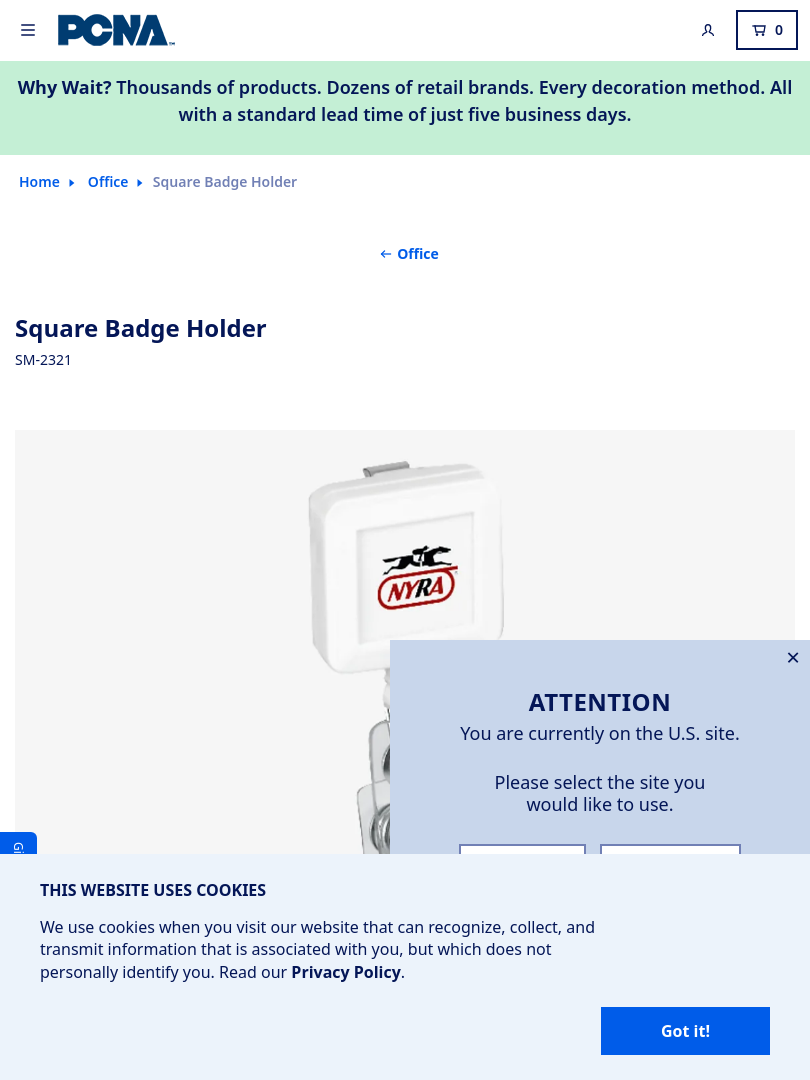 PCNA
0
Why Wait? Thousands of products. Dozens of retail brands. Every decoration method. All
with a standard lead time of just five business days.
Home Office Square Badge Holder
← Office
Square Badge Holder
SM-2321
NYRA
ATTENTION
You are currently on the U.S. site.
Please select the site you
would like to use.
THIS WEBSITE USES COOKIES
We use cookies when you visit our website that can recognize, collect, and
transmit information that is associated with you, but which does not
personally identify you. Read our Privacy Policy.
Got it!